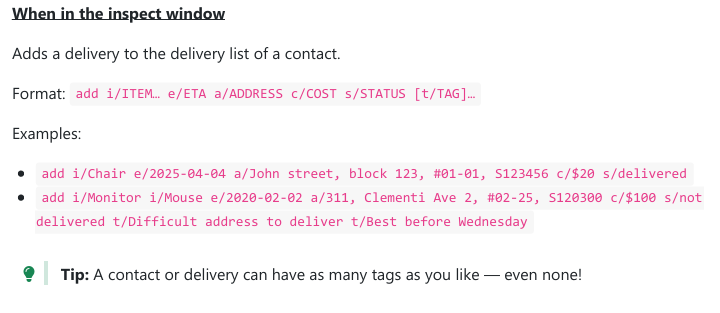 When in the inspect window
Adds a delivery to the delivery list of a contact.
Format: add i/ITEM… e/ETA a/ADDRESS c/COST s/STATUS [t/TAG]…
Examples:
add i/Chair e/2025-04-04 a/John street, block 123, #01-01, S123456 c/$20 s/delivered
add i/Monitor i/Mouse e/2020-02-02 a/311, Clementi Ave 2, #02-25, S120300 c/$100 s/not
delivered t/Difficult address to deliver t/Best before Wednesday
Tip: A contact or delivery can have as many tags as you like — even none!